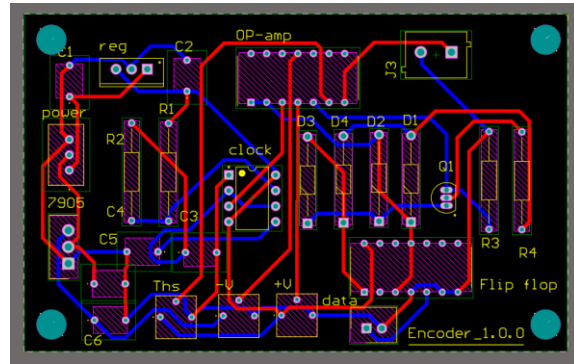 C1
reg
C2
OP-amp
J3
power
R2
R1
D3
D4
D2
D1
clock
Q1
7905
C4
C5
C3
R3
R4
Ths
-V
+V
data
Flip flop
C6
Encoder_1.0.0